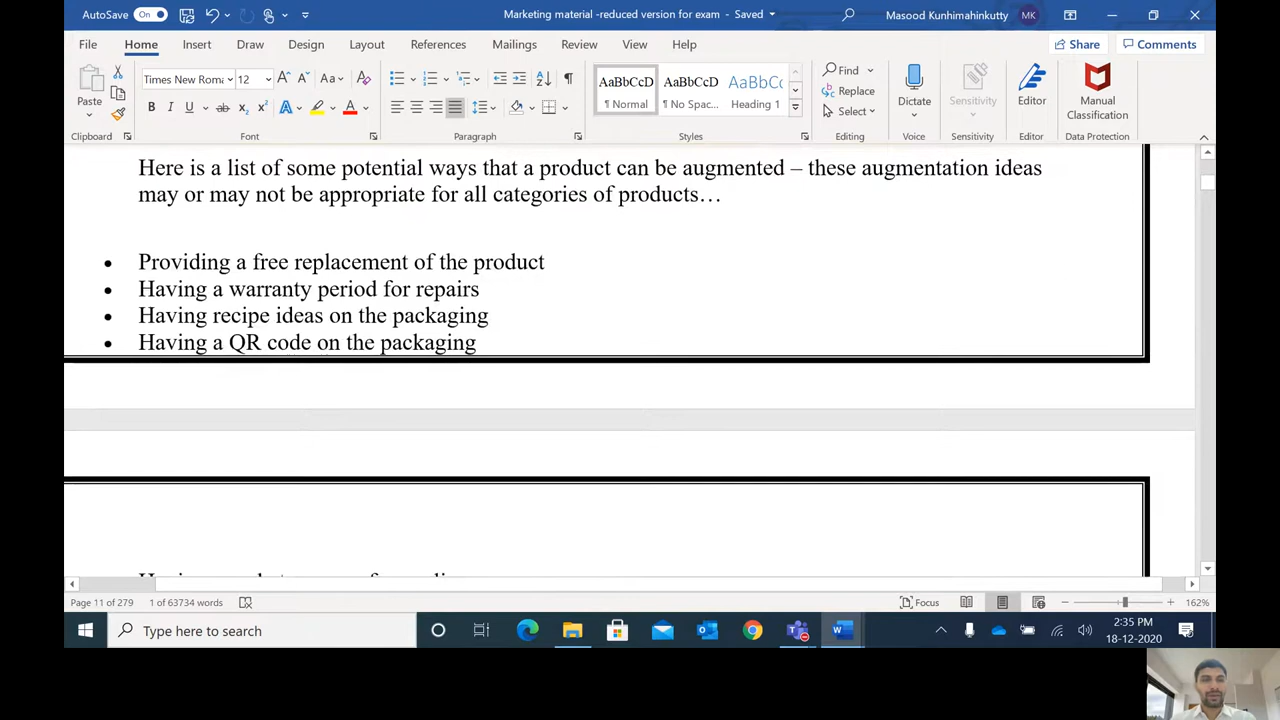 AutoSave On
Marketing material -reduced version for exam - Saved
Masood Kunhimahinkutty MK
File Home Insert Draw Design Layout References Mailings Review View Help
Share Comments
Paste
Clipboard
Times New Roma 12
Font
Paragraph
AaBbCcD AaBbCcD AaBbCc
¶ Normal ¶ No Spac... Heading 1
Styles
Find
Replace
Select
Editing
Dictate
Voice
Sensitivity
Sensitivity
Editor
Editor
Manual
Classification
Data Protection
Here is a list of some potential ways that a product can be augmented – these augmentation ideas
may or may not be appropriate for all categories of products…
• Providing a free replacement of the product
• Having a warranty period for repairs
• Having recipe ideas on the packaging
• Having a QR code on the packaging
Page 11 of 279 1 of 63734 words
Focus
162%
Type here to search
2:35 PM
18-12-2020